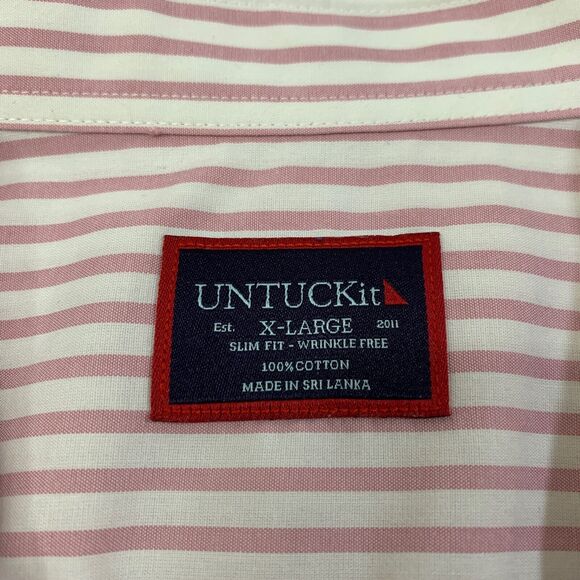 UNTUCKit
Est. X-LARGE 2011
SLIM FIT - WRINKLE FREE
100% COTTON
MADE IN SRI LANKA